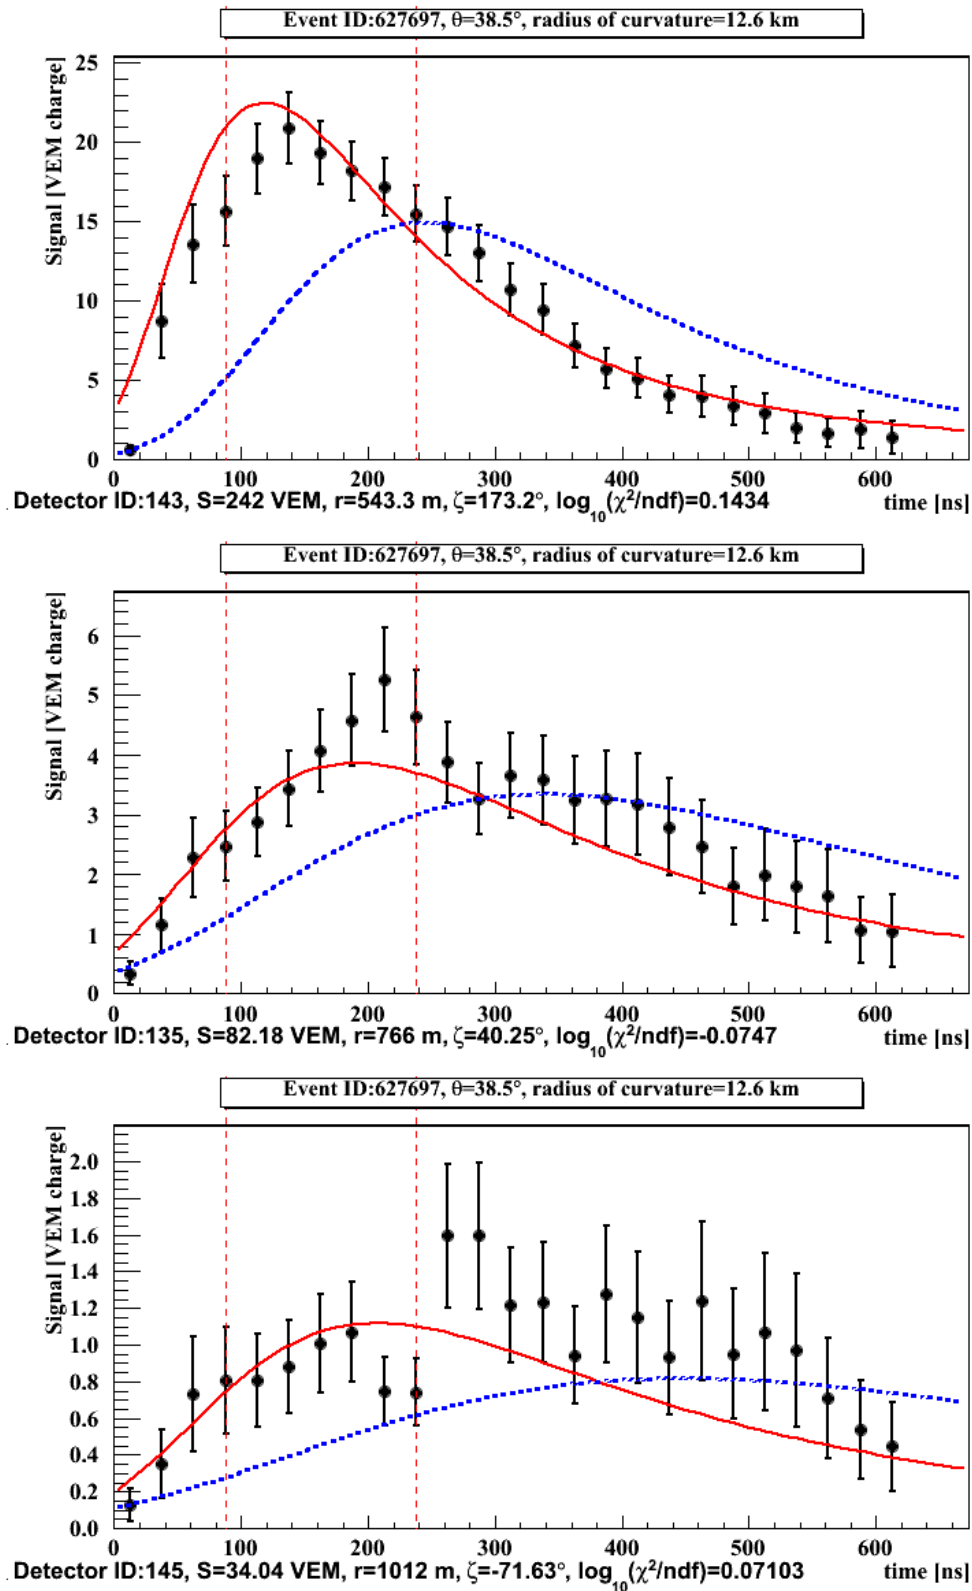 Event ID:627697, θ=38.5°, radius of curvature=12.6 km
Signal [VEM charge]
25
20
15
10
5
0
0 100 200 300 400 500 600
Detector ID:143, S=242 VEM, r=543.3 m, ζ=173.2°, log10(χ²/ndf)=0.1434
time [ns]
Event ID:627697, θ=38.5°, radius of curvature=12.6 km
Signal [VEM charge]
6
5
4
3
2
1
0
0 100 200 300 400 500 600
Detector ID:135, S=82.18 VEM, r=766 m, ζ=40.25°, log10(χ²/ndf)=-0.0747
time [ns]
Event ID:627697, θ=38.5°, radius of curvature=12.6 km
Signal [VEM charge]
2.0
1.8
1.6
1.4
1.2
1.0
0.8
0.6
0.4
0.2
0.0
0 100 200 300 400 500 600
Detector ID:145, S=34.04 VEM, r=1012 m, ζ=-71.63°, log10(χ²/ndf)=0.07103
time [ns]